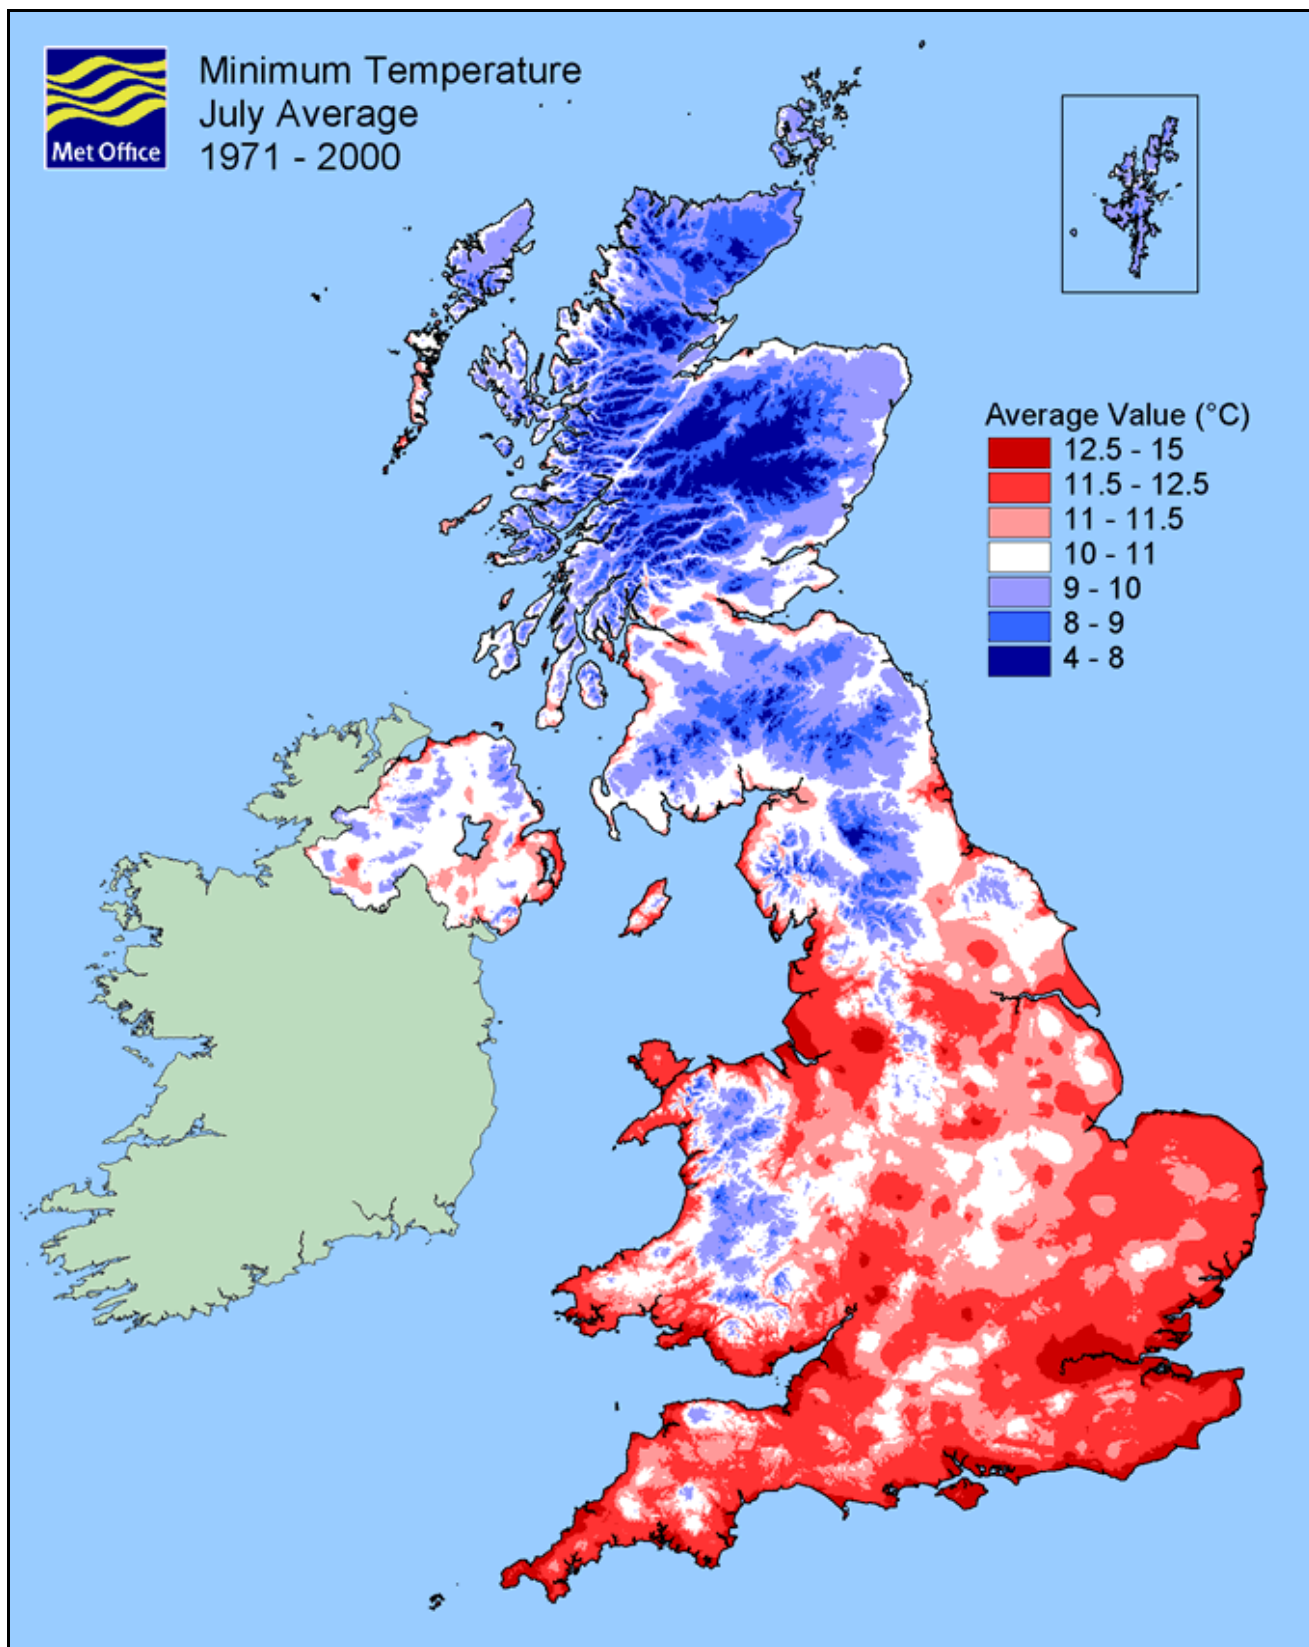 Minimum Temperature
July Average
1971 - 2000
Met Office
Average Value (°C)
12.5 - 15
11.5 - 12.5
11 - 11.5
10 - 11
9 - 10
8 - 9
4 - 8